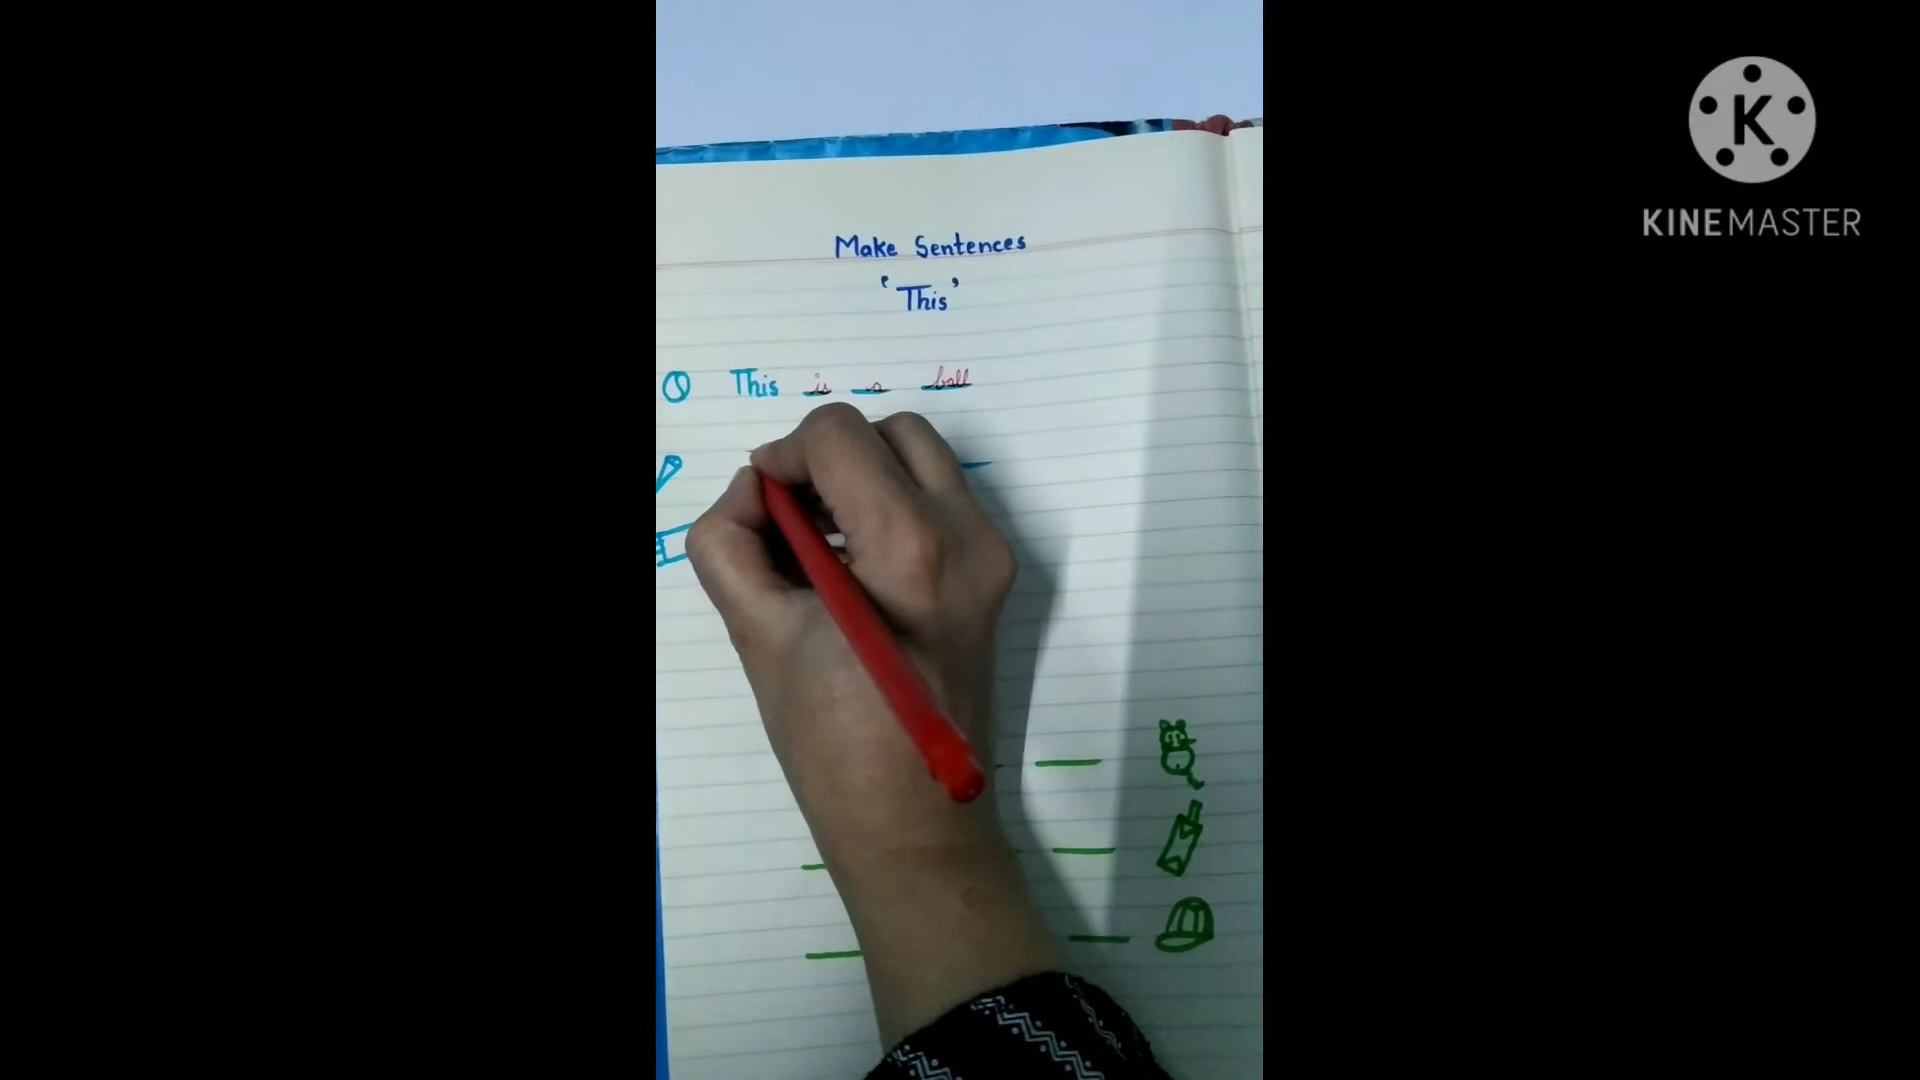 Make Sentences
'This'
This is a ball
K
KINEMASTER